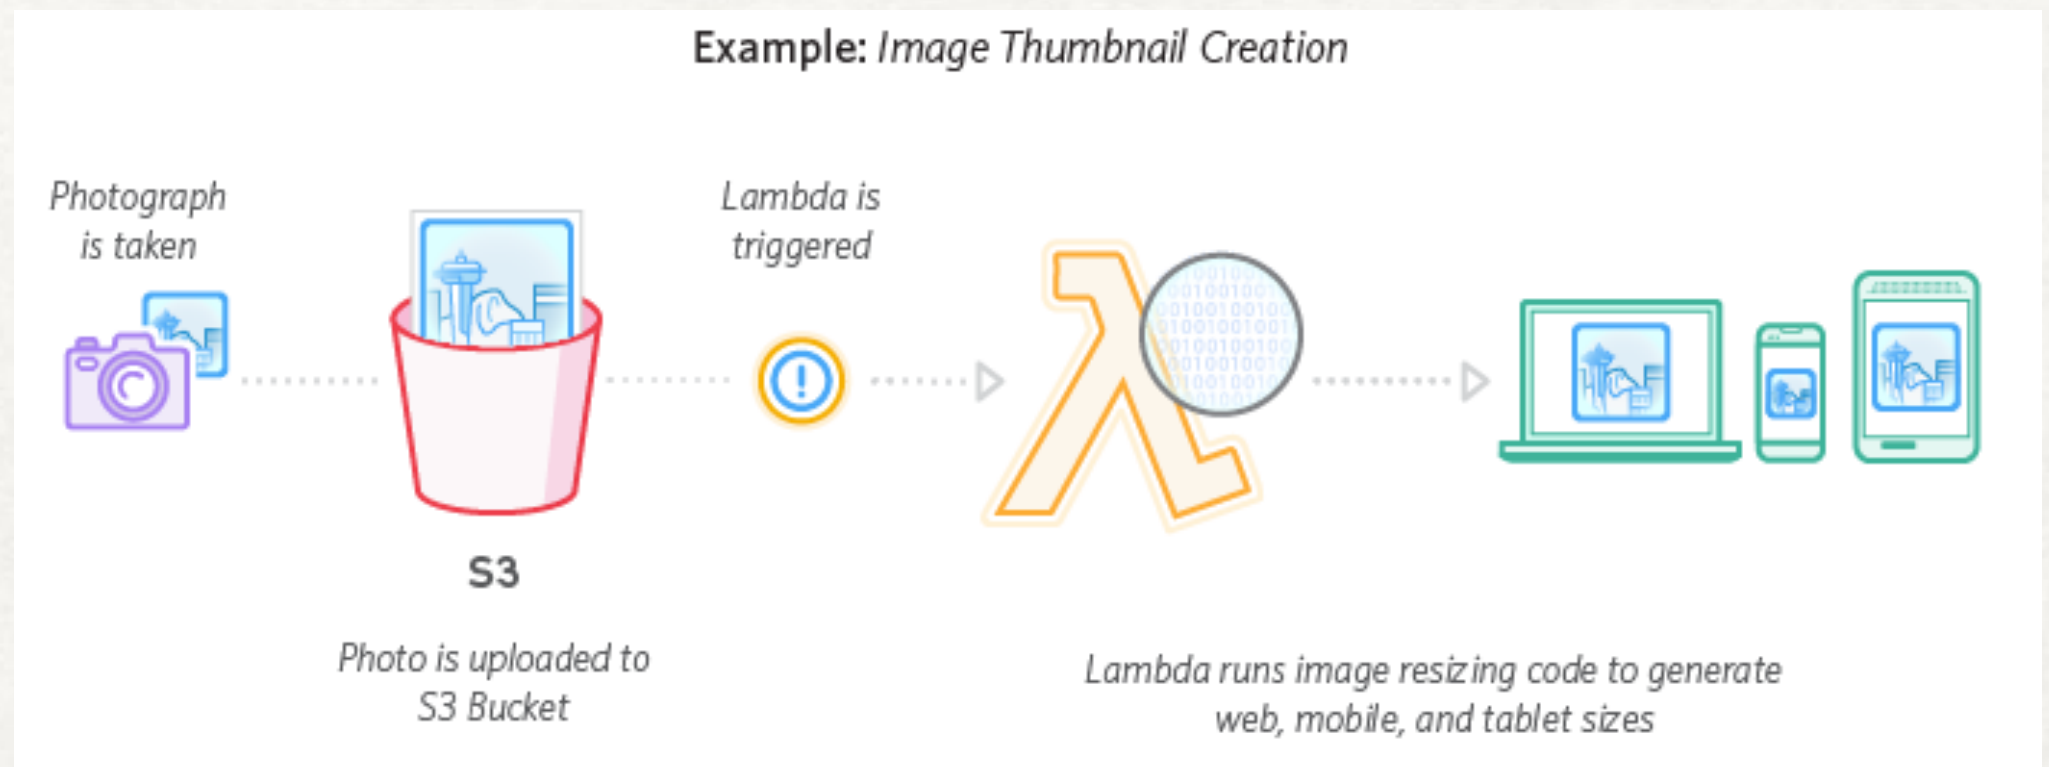 Example: Image Thumbnail Creation
Photograph
is taken
Lambda is
triggered
S3
Photo is uploaded to
S3 Bucket
Lambda runs image resizing code to generate
web, mobile, and tablet sizes